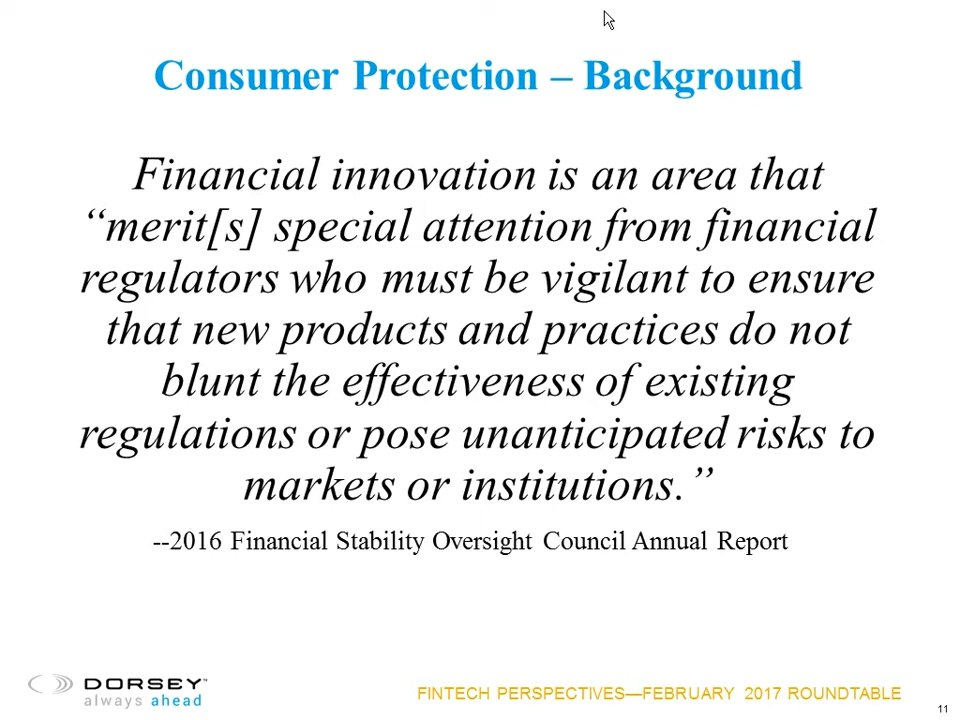 Consumer Protection – Background
Financial innovation is an area that
“merit[s] special attention from financial
regulators who must be vigilant to ensure
that new products and practices do not
blunt the effectiveness of existing
regulations or pose unanticipated risks to
markets or institutions.”
--2016 Financial Stability Oversight Council Annual Report
DORSEY™
always ahead
FINTECH PERSPECTIVES—FEBRUARY 2017 ROUNDTABLE
11